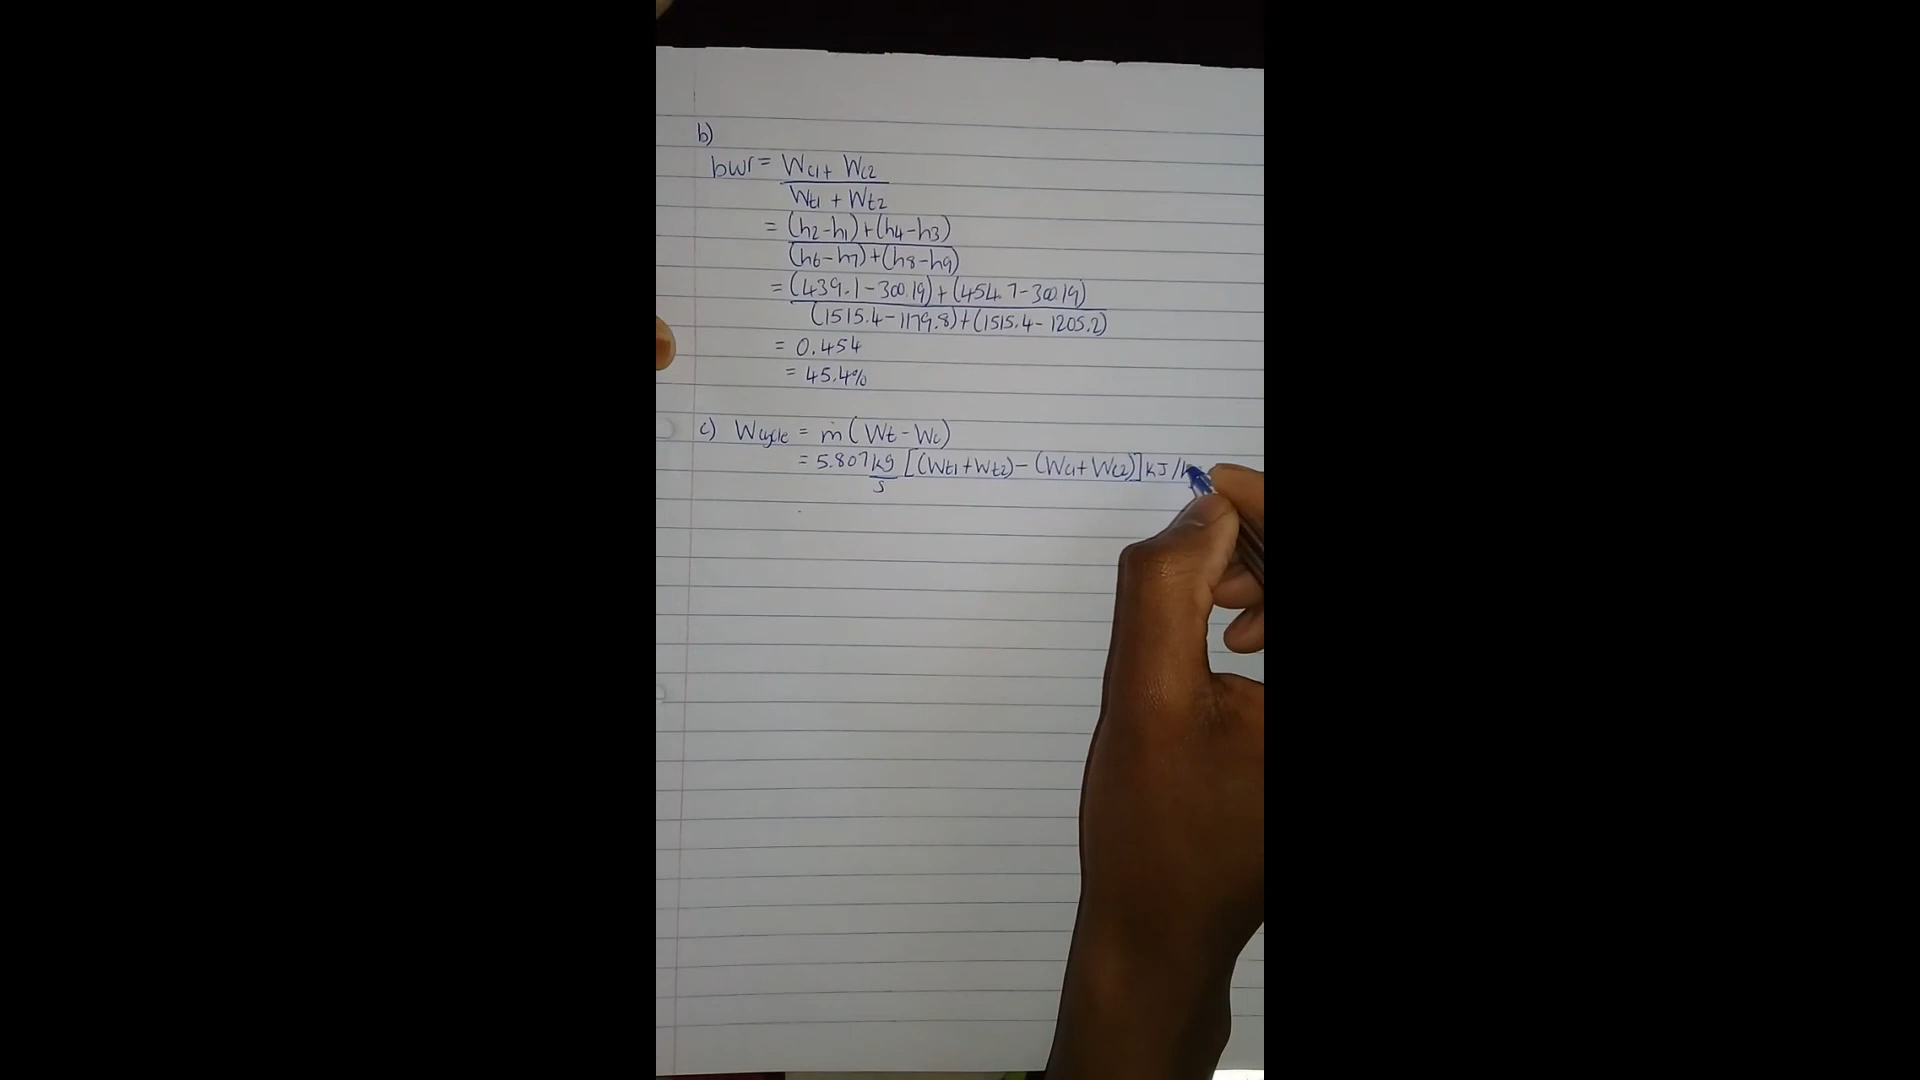 b)
bwr = Wc1 + Wc2
Wt1 + Wt2
= (h2-h1)+(h4-h3)
(h6-h7)+(h8-h9)
= (439.1-300.19)+(454.7-300.19)
(1515.4-1179.8)+(1515.4-1205.2)
= 0.454
= 45.4%
c) Wcycle = ṁ(Wt-Wc)
= 5.807kg [(Wt1+Wt2)-(Wc1+Wc2)]kJ/k
s